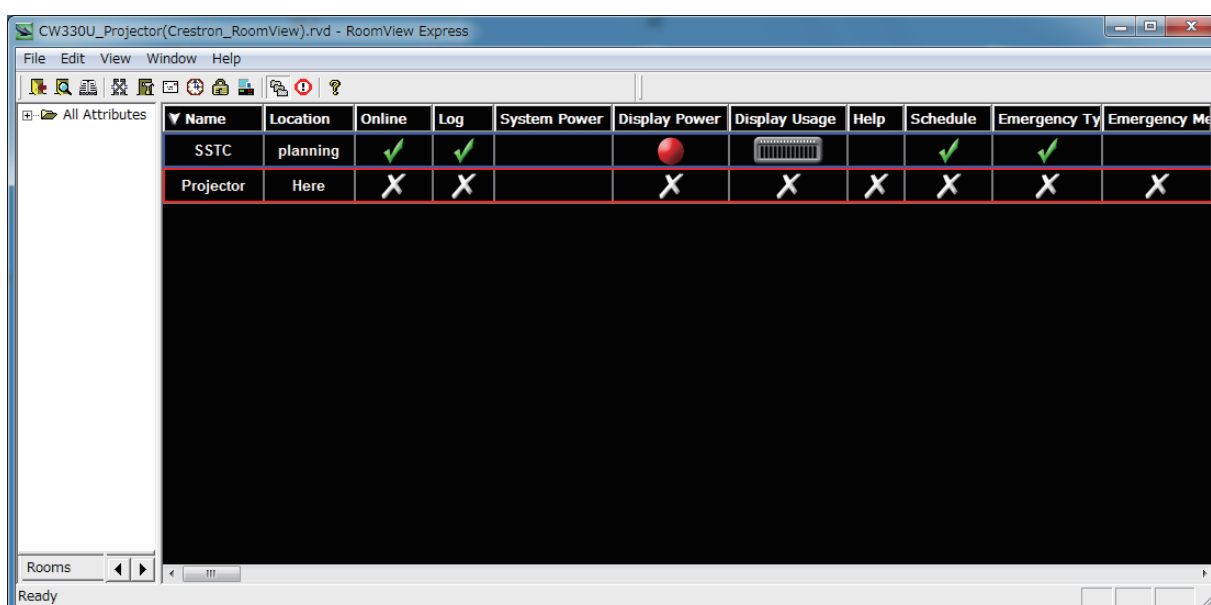 CW330U_Projector(Crestron_RoomView).rvd - RoomView Express
File Edit View Window Help
All Attributes
Name Location Online Log System Power Display Power Display Usage Help Schedule Emergency Ty Emergency Me
SSTC planning
Projector Here
Rooms
Ready